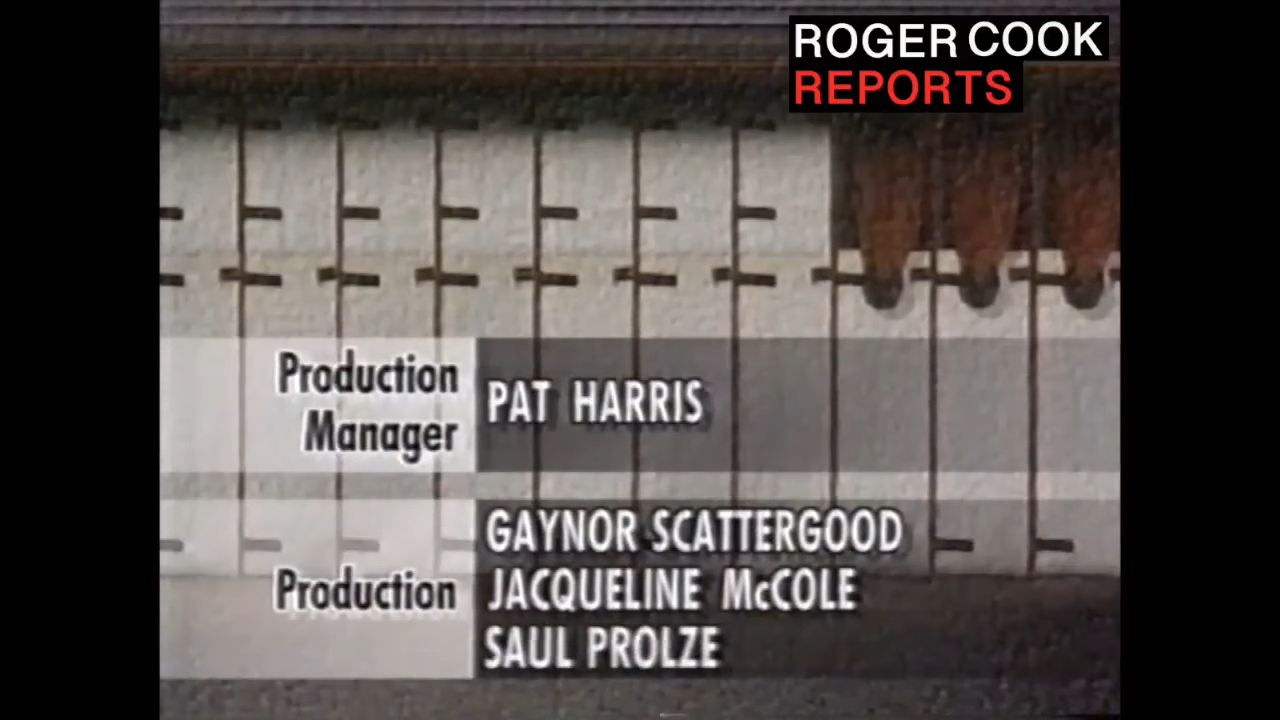 ROGER COOK
REPORTS
Production
Manager
PAT HARRIS
Production
GAYNOR SCATTERGOOD
JACQUELINE McCOLE
SAUL PROLZE